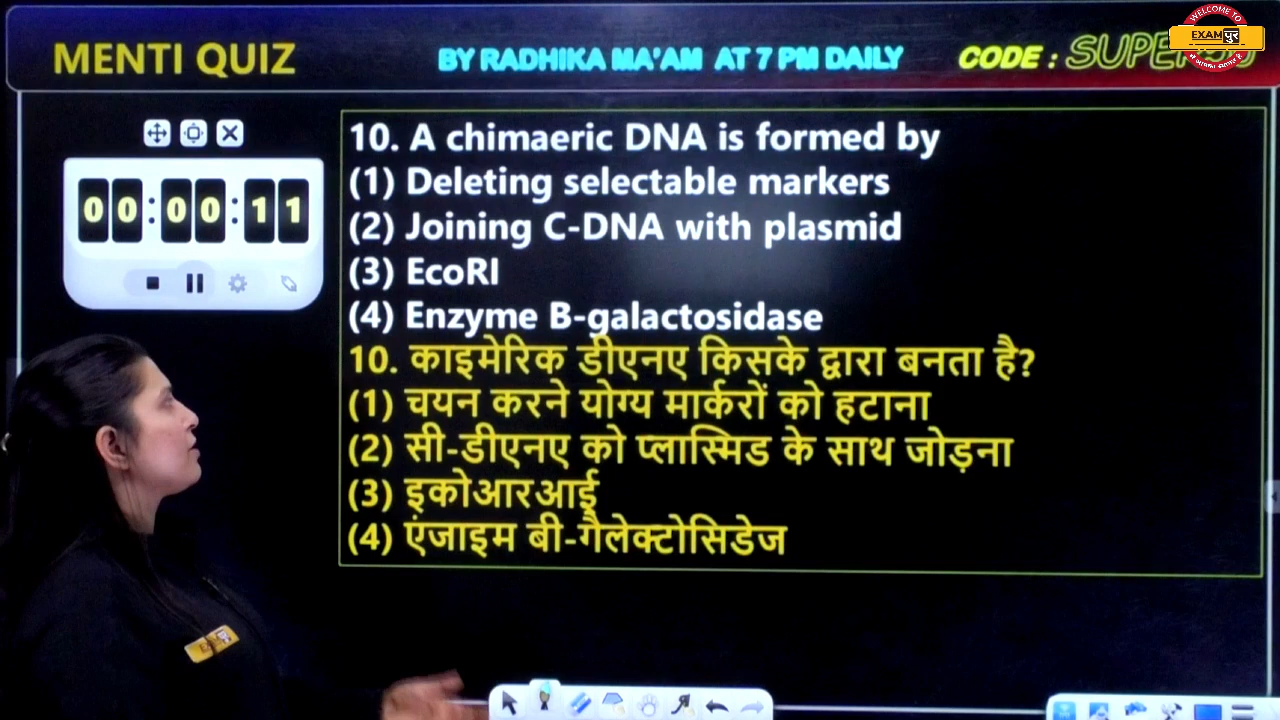 MENTI QUIZ
BY RADHIKA MA'AM AT 7 PM DAILY
CODE :
WELCOME TO
EXAM पुर
00:00:11
10. A chimaeric DNA is formed by
(1) Deleting selectable markers
(2) Joining C-DNA with plasmid
(3) EcoRI
(4) Enzyme B-galactosidase
10. काइमेरिक डीएनए किसके द्वारा बनता है?
(1) चयन करने योग्य मार्करों को हटाना
(2) सी-डीएनए को प्लास्मिड के साथ जोड़ना
(3) इकोआरआई
(4) एंजाइम बी-गैलेक्टोसिडेज